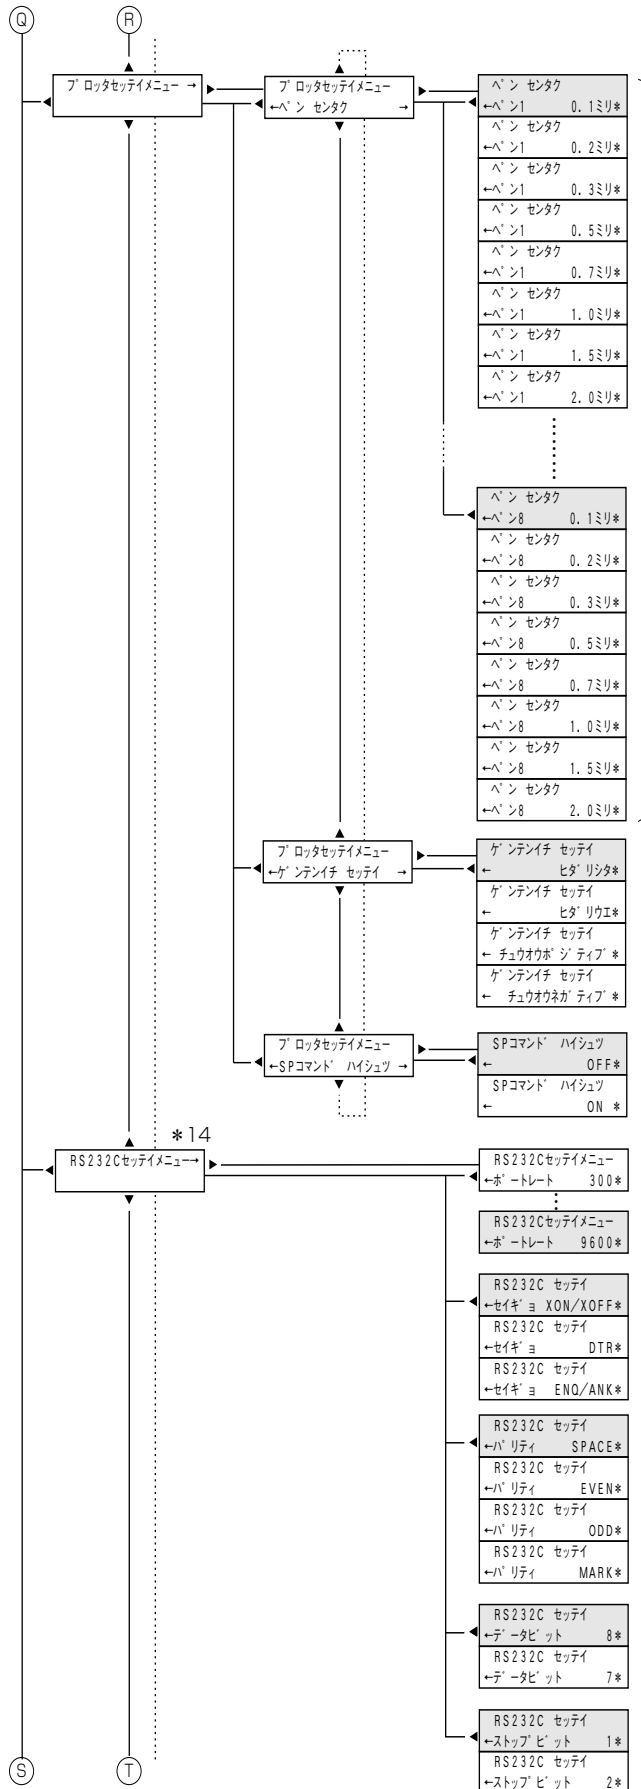 Q
R
プロッタセッテイメニュー →
プロッタセッテイメニュー
←ペン センタク →
ペン センタク
←ペン1 0.1ミリ*
ペン センタク
←ペン1 0.2ミリ*
ペン センタク
←ペン1 0.3ミリ*
ペン センタク
←ペン1 0.5ミリ*
ペン センタク
←ペン1 0.7ミリ*
ペン センタク
←ペン1 1.0ミリ*
ペン センタク
←ペン1 1.5ミリ*
ペン センタク
←ペン1 2.0ミリ*
ペン センタク
←ペン8 0.1ミリ*
ペン センタク
←ペン8 0.2ミリ*
ペン センタク
←ペン8 0.3ミリ*
ペン センタク
←ペン8 0.5ミリ*
ペン センタク
←ペン8 0.7ミリ*
ペン センタク
←ペン8 1.0ミリ*
ペン センタク
←ペン8 1.5ミリ*
ペン センタク
←ペン8 2.0ミリ*
プロッタセッテイメニュー
←ゲンテンイチ セッテイ →
ゲンテンイチ セッテイ
← ヒダリシタ*
ゲンテンイチ セッテイ
← ヒダリウエ*
ゲンテンイチ セッテイ
← チュウオウポジティブ*
ゲンテンイチ セッテイ
← チュウオウネガティブ*
プロッタセッテイメニュー
←SPコマンド ハイシュツ →
SPコマンド ハイシュツ
← OFF*
SPコマンド ハイシュツ
← ON *
*14
RS232Cセッテイメニュー→
RS232Cセッテイメニュー
←ボートレート 300*
RS232Cセッテイメニュー
←ボートレート 9600*
RS232C セッテイ
←セイギョ XON/XOFF*
RS232C セッテイ
←セイギョ DTR*
RS232C セッテイ
←セイギョ ENQ/ANK*
RS232C セッテイ
←パリティ SPACE*
RS232C セッテイ
←パリティ EVEN*
RS232C セッテイ
←パリティ ODD*
RS232C セッテイ
←パリティ MARK*
RS232C セッテイ
←データビット 8*
RS232C セッテイ
←データビット 7*
RS232C セッテイ
←ストップビット 1*
RS232C セッテイ
←ストップビット 2*
S
T